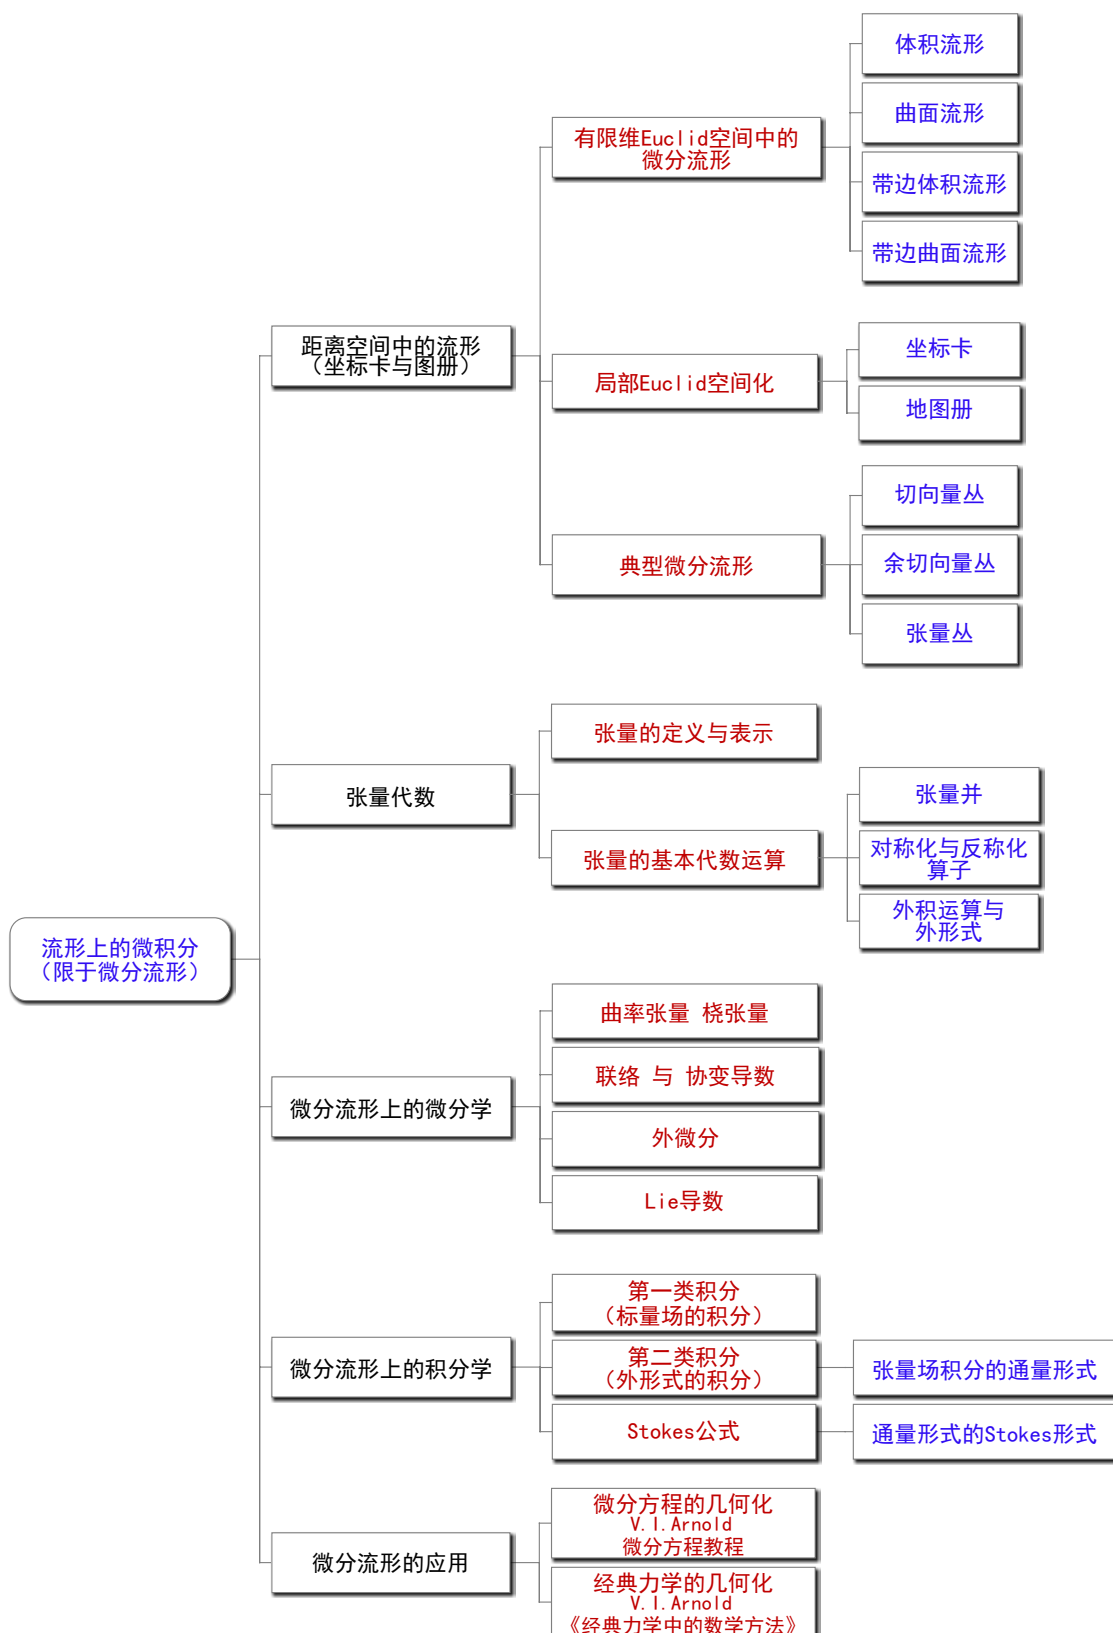 流形上的微积分
（限于微分流形）
距离空间中的流形
（坐标卡与图册）
有限维Euclid空间中的
微分流形
体积流形
曲面流形
带边体积流形
带边曲面流形
局部Euclid空间化
坐标卡
地图册
典型微分流形
切向量丛
余切向量丛
张量丛
张量代数
张量的定义与表示
张量的基本代数运算
张量并
对称化与反称化
算子
外积运算与
外形式
微分流形上的微分学
曲率张量 桡张量
联络 与 协变导数
外微分
Lie导数
微分流形上的积分学
第一类积分
（标量场的积分）
第二类积分
（外形式的积分）
张量场积分的通量形式
Stokes公式
通量形式的Stokes形式
微分流形的应用
微分方程的几何化
V.I.Arnold
微分方程教程
经典力学的几何化
V.I.Arnold
《经典力学中的数学方法》